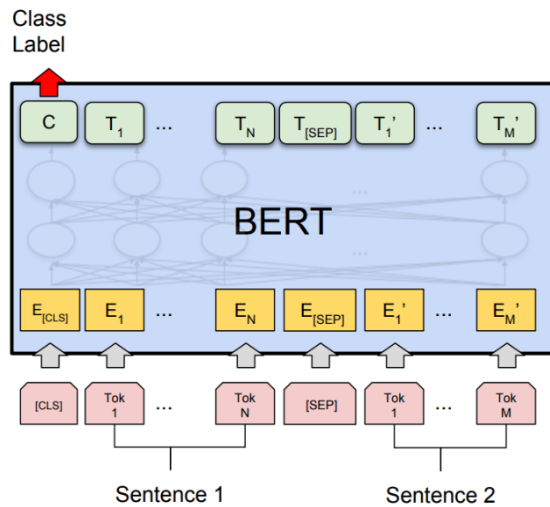 Class
Label
C T1 ... TN T[SEP] T1' ... TM'
...
BERT
...
E[CLS] E1 ... EN E[SEP] E1' ... EM'
[CLS] Tok 1 ... Tok N [SEP] Tok 1 ... Tok M
Sentence 1 Sentence 2